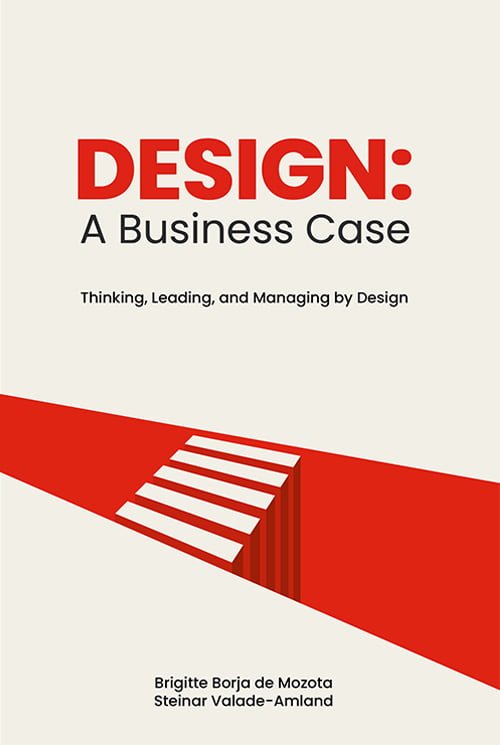 DESIGN:
A Business Case
Thinking, Leading, and Managing by Design
Brigitte Borja de Mozota
Steinar Valade-Amland